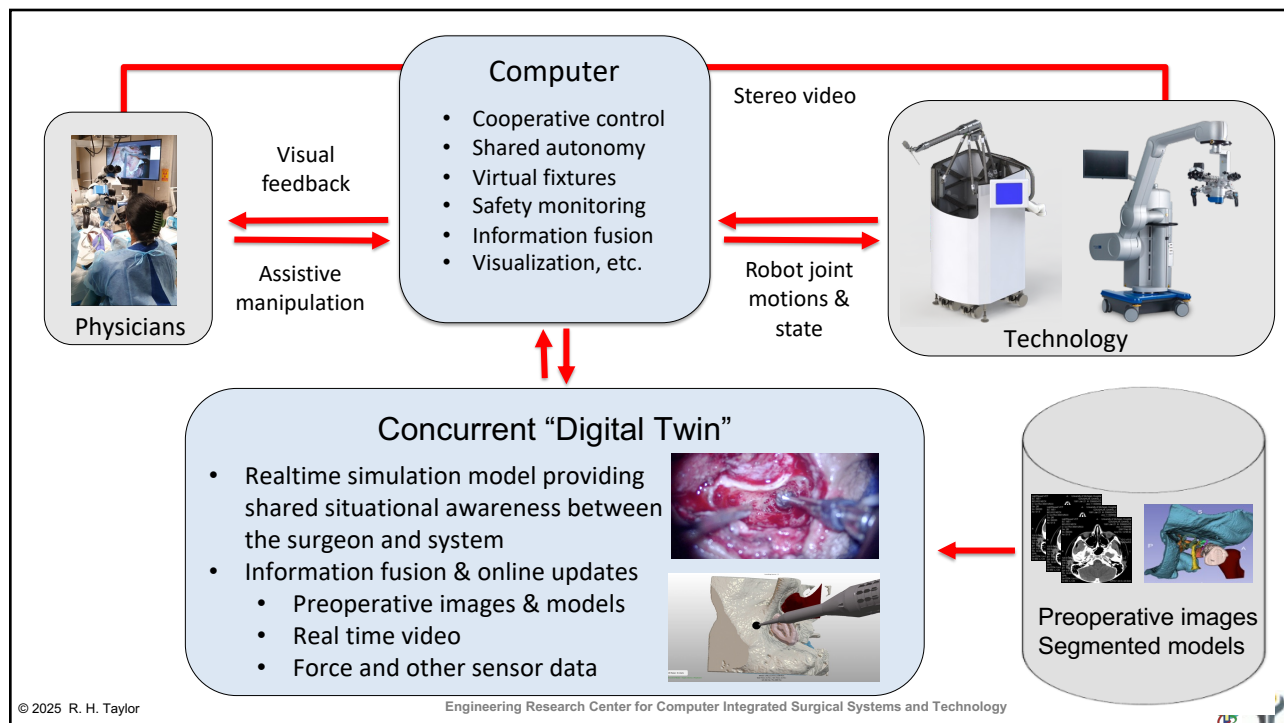 Computer
• Cooperative control
• Shared autonomy
• Virtual fixtures
• Safety monitoring
• Information fusion
• Visualization, etc.
Stereo video
Visual
feedback
Assistive
manipulation
Physicians
Robot joint
motions &
state
Technology
Concurrent “Digital Twin”
• Realtime simulation model providing
shared situational awareness between
the surgeon and system
• Information fusion & online updates
• Preoperative images & models
• Real time video
• Force and other sensor data
Preoperative images
Segmented models
© 2025 R. H. Taylor
Engineering Research Center for Computer Integrated Surgical Systems and Technology